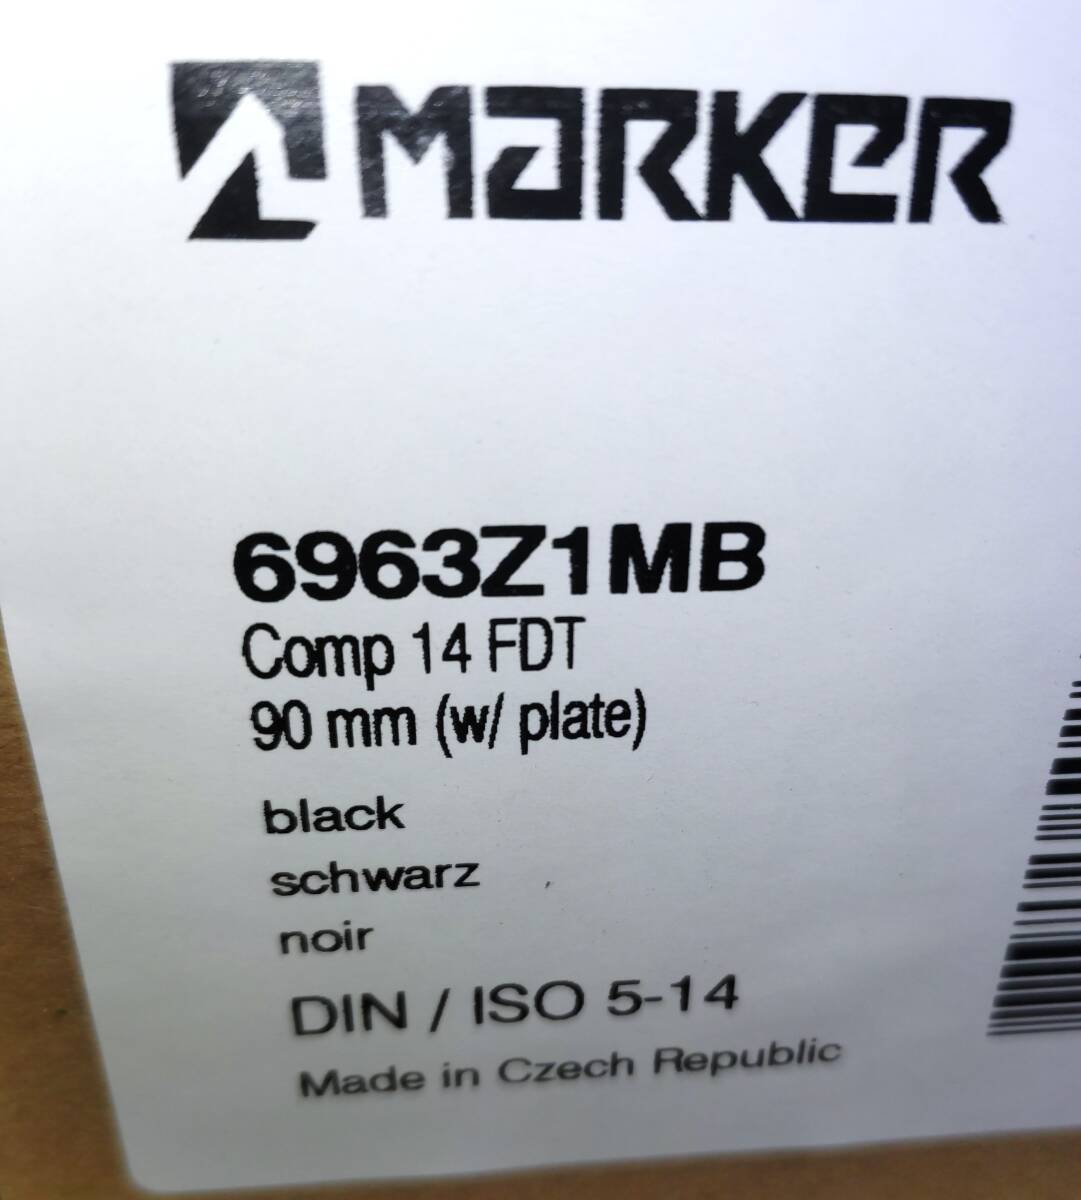 MARKER
6963Z1MB
Comp 14 FDT
90 mm (w/ plate)
black
schwarz
noir
DIN / ISO 5-14
Made in Czech Republic